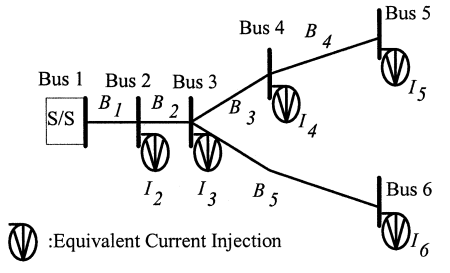 Bus 5
Bus 4
B 4
Bus 1
Bus 2
Bus 3
I 5
S/S
B 1
B 2
B 3
I 4
I 2
I 3
B 5
Bus 6
:Equivalent Current Injection
I 6